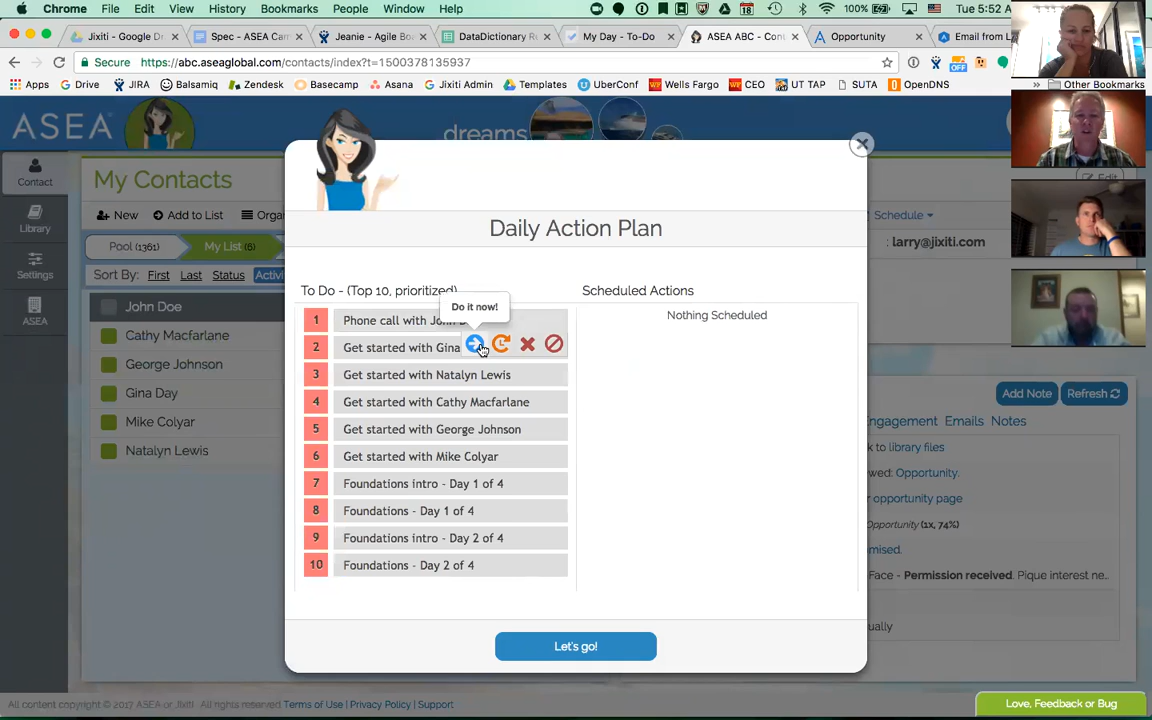 Chrome File Edit View History Bookmarks People Window Help 100% Tue 5:52 A
Jixiti - Google Dr Spec - ASEA Cam Jeanie - Agile Boa DataDictionary Re My Day - To-Do ASEA ABC - Cont Opportunity Email from L
Secure https://abc.aseaglobal.com/contacts/index?t=1500378135937 OFF
Apps Drive JIRA Balsamiq Zendesk Basecamp Asana Jixiti Admin Templates UberConf Wells Fargo CEO UT TAP SUTA OpenDNS » Other Bookmarks
ASEA
dreams
Contact
Library
Settings
ASEA
My Contacts
Edit
New Add to List Orga
Schedule
Pool (1361) My List (6)
: larry@jixiti.com
Sort By: First Last Status Activi
John Doe
Cathy Macfarlane
George Johnson
Gina Day
Mike Colyar
Natalyn Lewis
Daily Action Plan
To Do - (Top 10, prioritized)
Do it now!
1 Phone call with John D
2 Get started with Gina
3 Get started with Natalyn Lewis
4 Get started with Cathy Macfarlane
5 Get started with George Johnson
6 Get started with Mike Colyar
7 Foundations intro - Day 1 of 4
8 Foundations - Day 1 of 4
9 Foundations intro - Day 2 of 4
10 Foundations - Day 2 of 4
Scheduled Actions
Nothing Scheduled
Let's go!
Add Note Refresh
Engagement Emails Notes
k to library files
wed: Opportunity.
r opportunity page
Opportunity (1x, 74%)
mised.
Face - Permission received. Pique interest ne...
ually
All content copyright © 2017 ASEA or Jixiti. All rights reserved. Terms of Use | Privacy Policy | Support
Love, Feedback or Bug